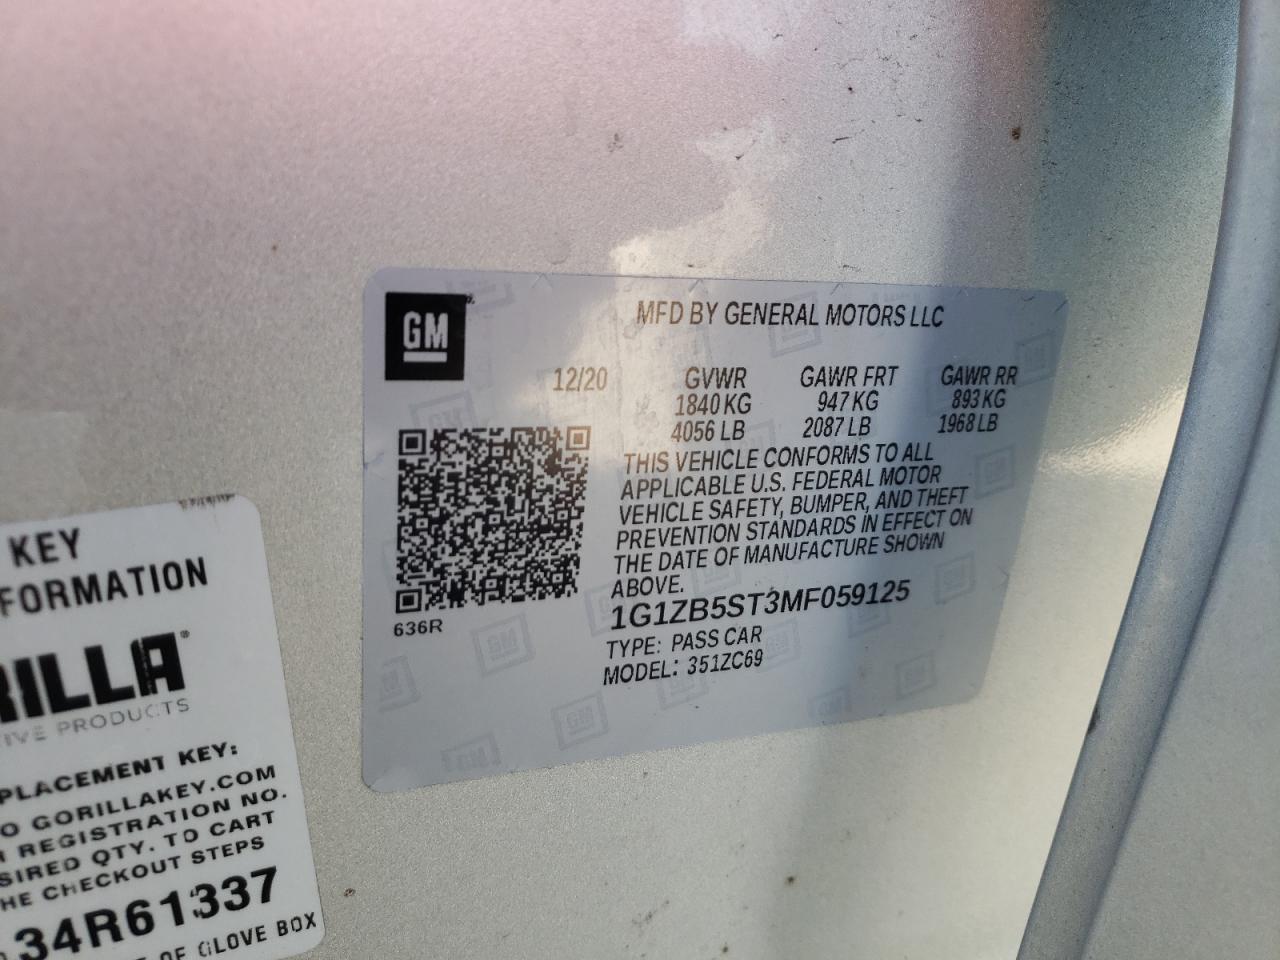 GM
MFD BY GENERAL MOTORS LLC
12/20 GVWR GAWR FRT GAWR RR
1840 KG 947 KG 893 KG
4056 LB 2087 LB 1968 LB
THIS VEHICLE CONFORMS TO ALL
APPLICABLE U.S. FEDERAL MOTOR
VEHICLE SAFETY, BUMPER, AND THEFT
PREVENTION STANDARDS IN EFFECT ON
THE DATE OF MANUFACTURE SHOWN
ABOVE.
1G1ZB5ST3MF059125
636R
TYPE: PASS CAR
MODEL: 351ZC69
KEY
FORMATION
RILLA®
IVE PRODUCTS
PLACEMENT KEY:
O GORILLAKEY.COM
R REGISTRATION NO.
SIRED QTY. TO CART
HE CHECKOUT STEPS
34R61337
OF GLOVE BOX